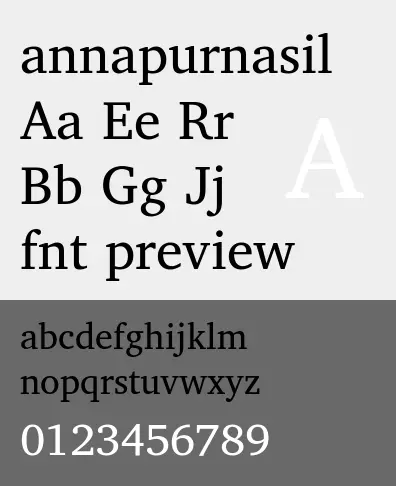 annapurnasil
Aa Ee Rr
A
Bb Gg Jj
fnt preview
abcdefghijklm
nopqrstuvwxyz
0123456789